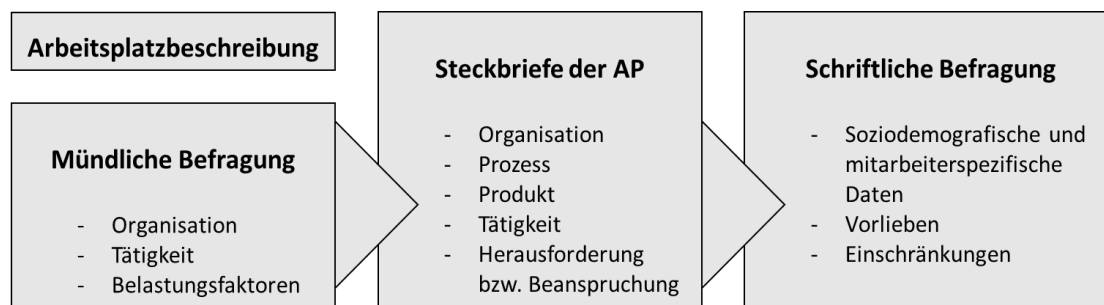 Arbeitsplatzbeschreibung
Mündliche Befragung
- Organisation
- Tätigkeit
- Belastungsfaktoren
Steckbriefe der AP
- Organisation
- Prozess
- Produkt
- Tätigkeit
- Herausforderung
bzw. Beanspruchung
Schriftliche Befragung
- Soziodemografische und
mitarbeiterspezifische
Daten
- Vorlieben
- Einschränkungen